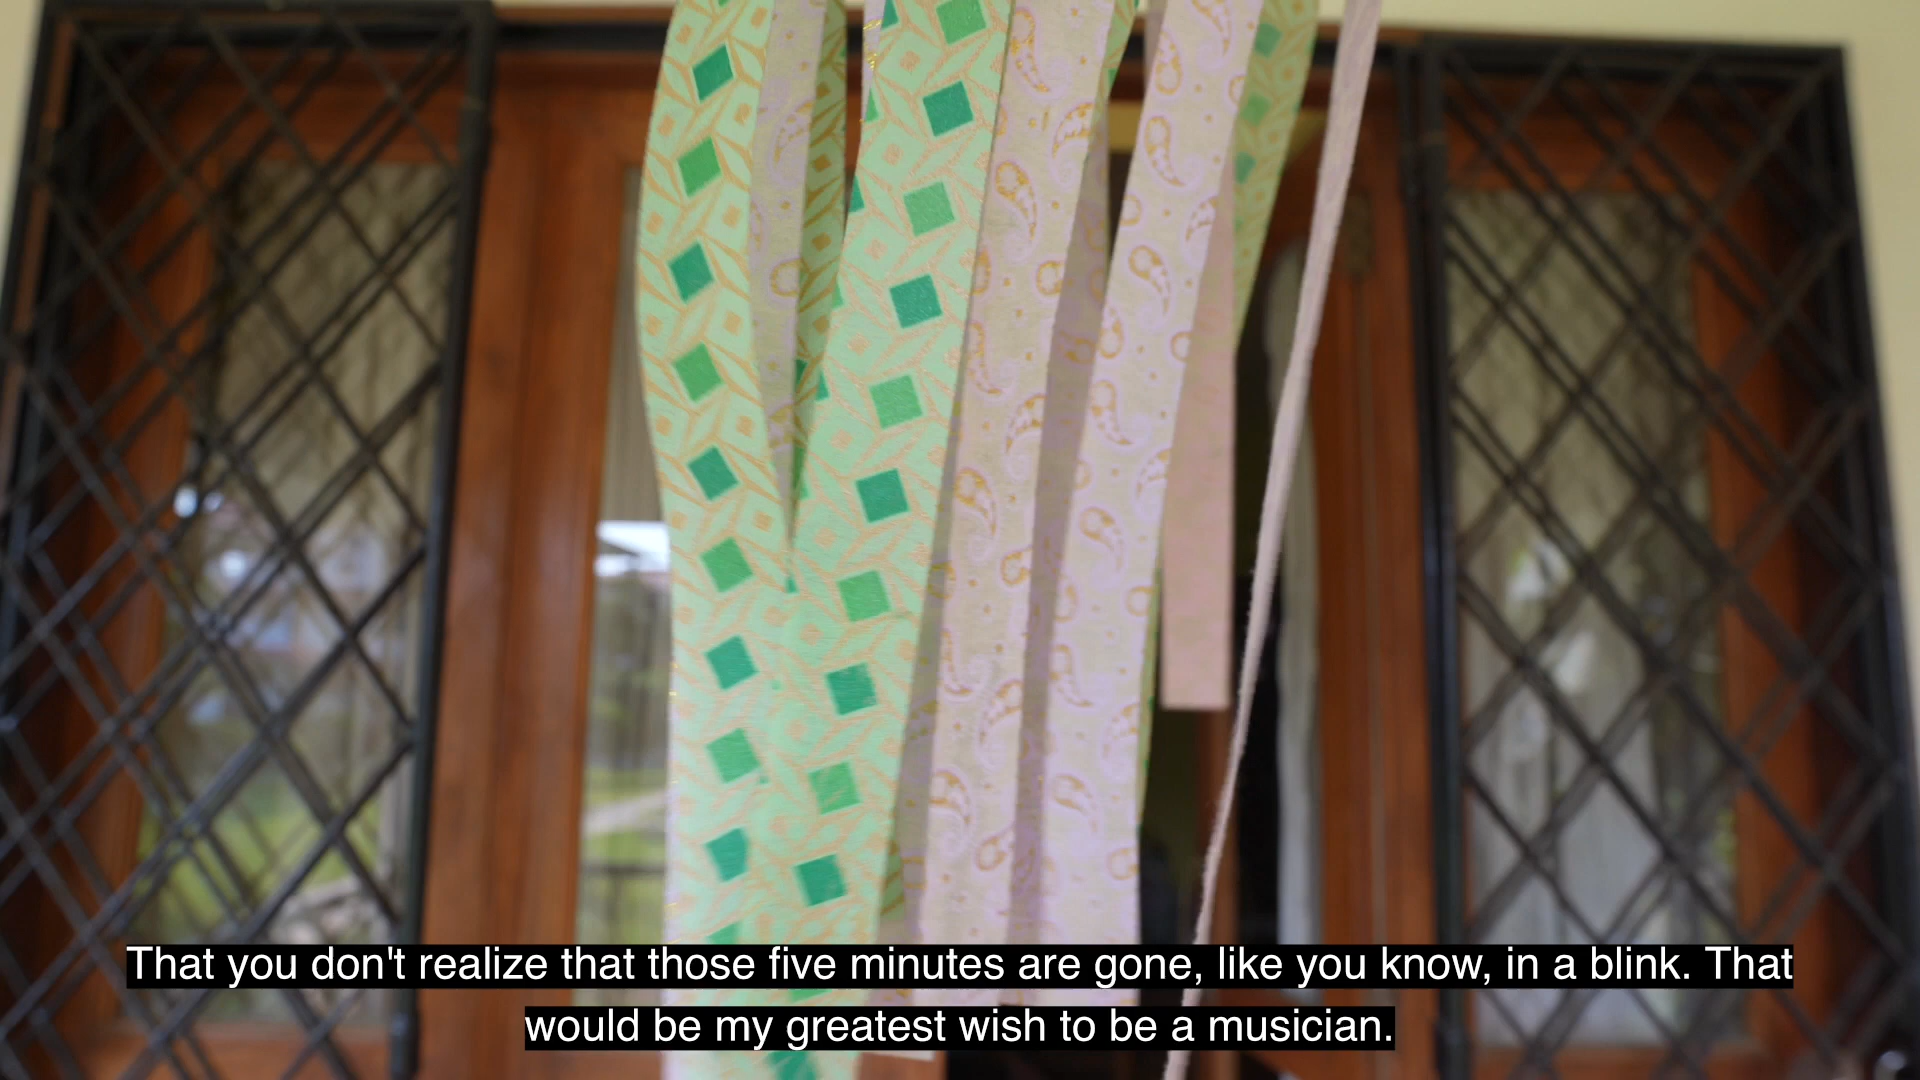 That you don't realize that those five minutes are gone, like you know, in a blink. That
would be my greatest wish to be a musician.